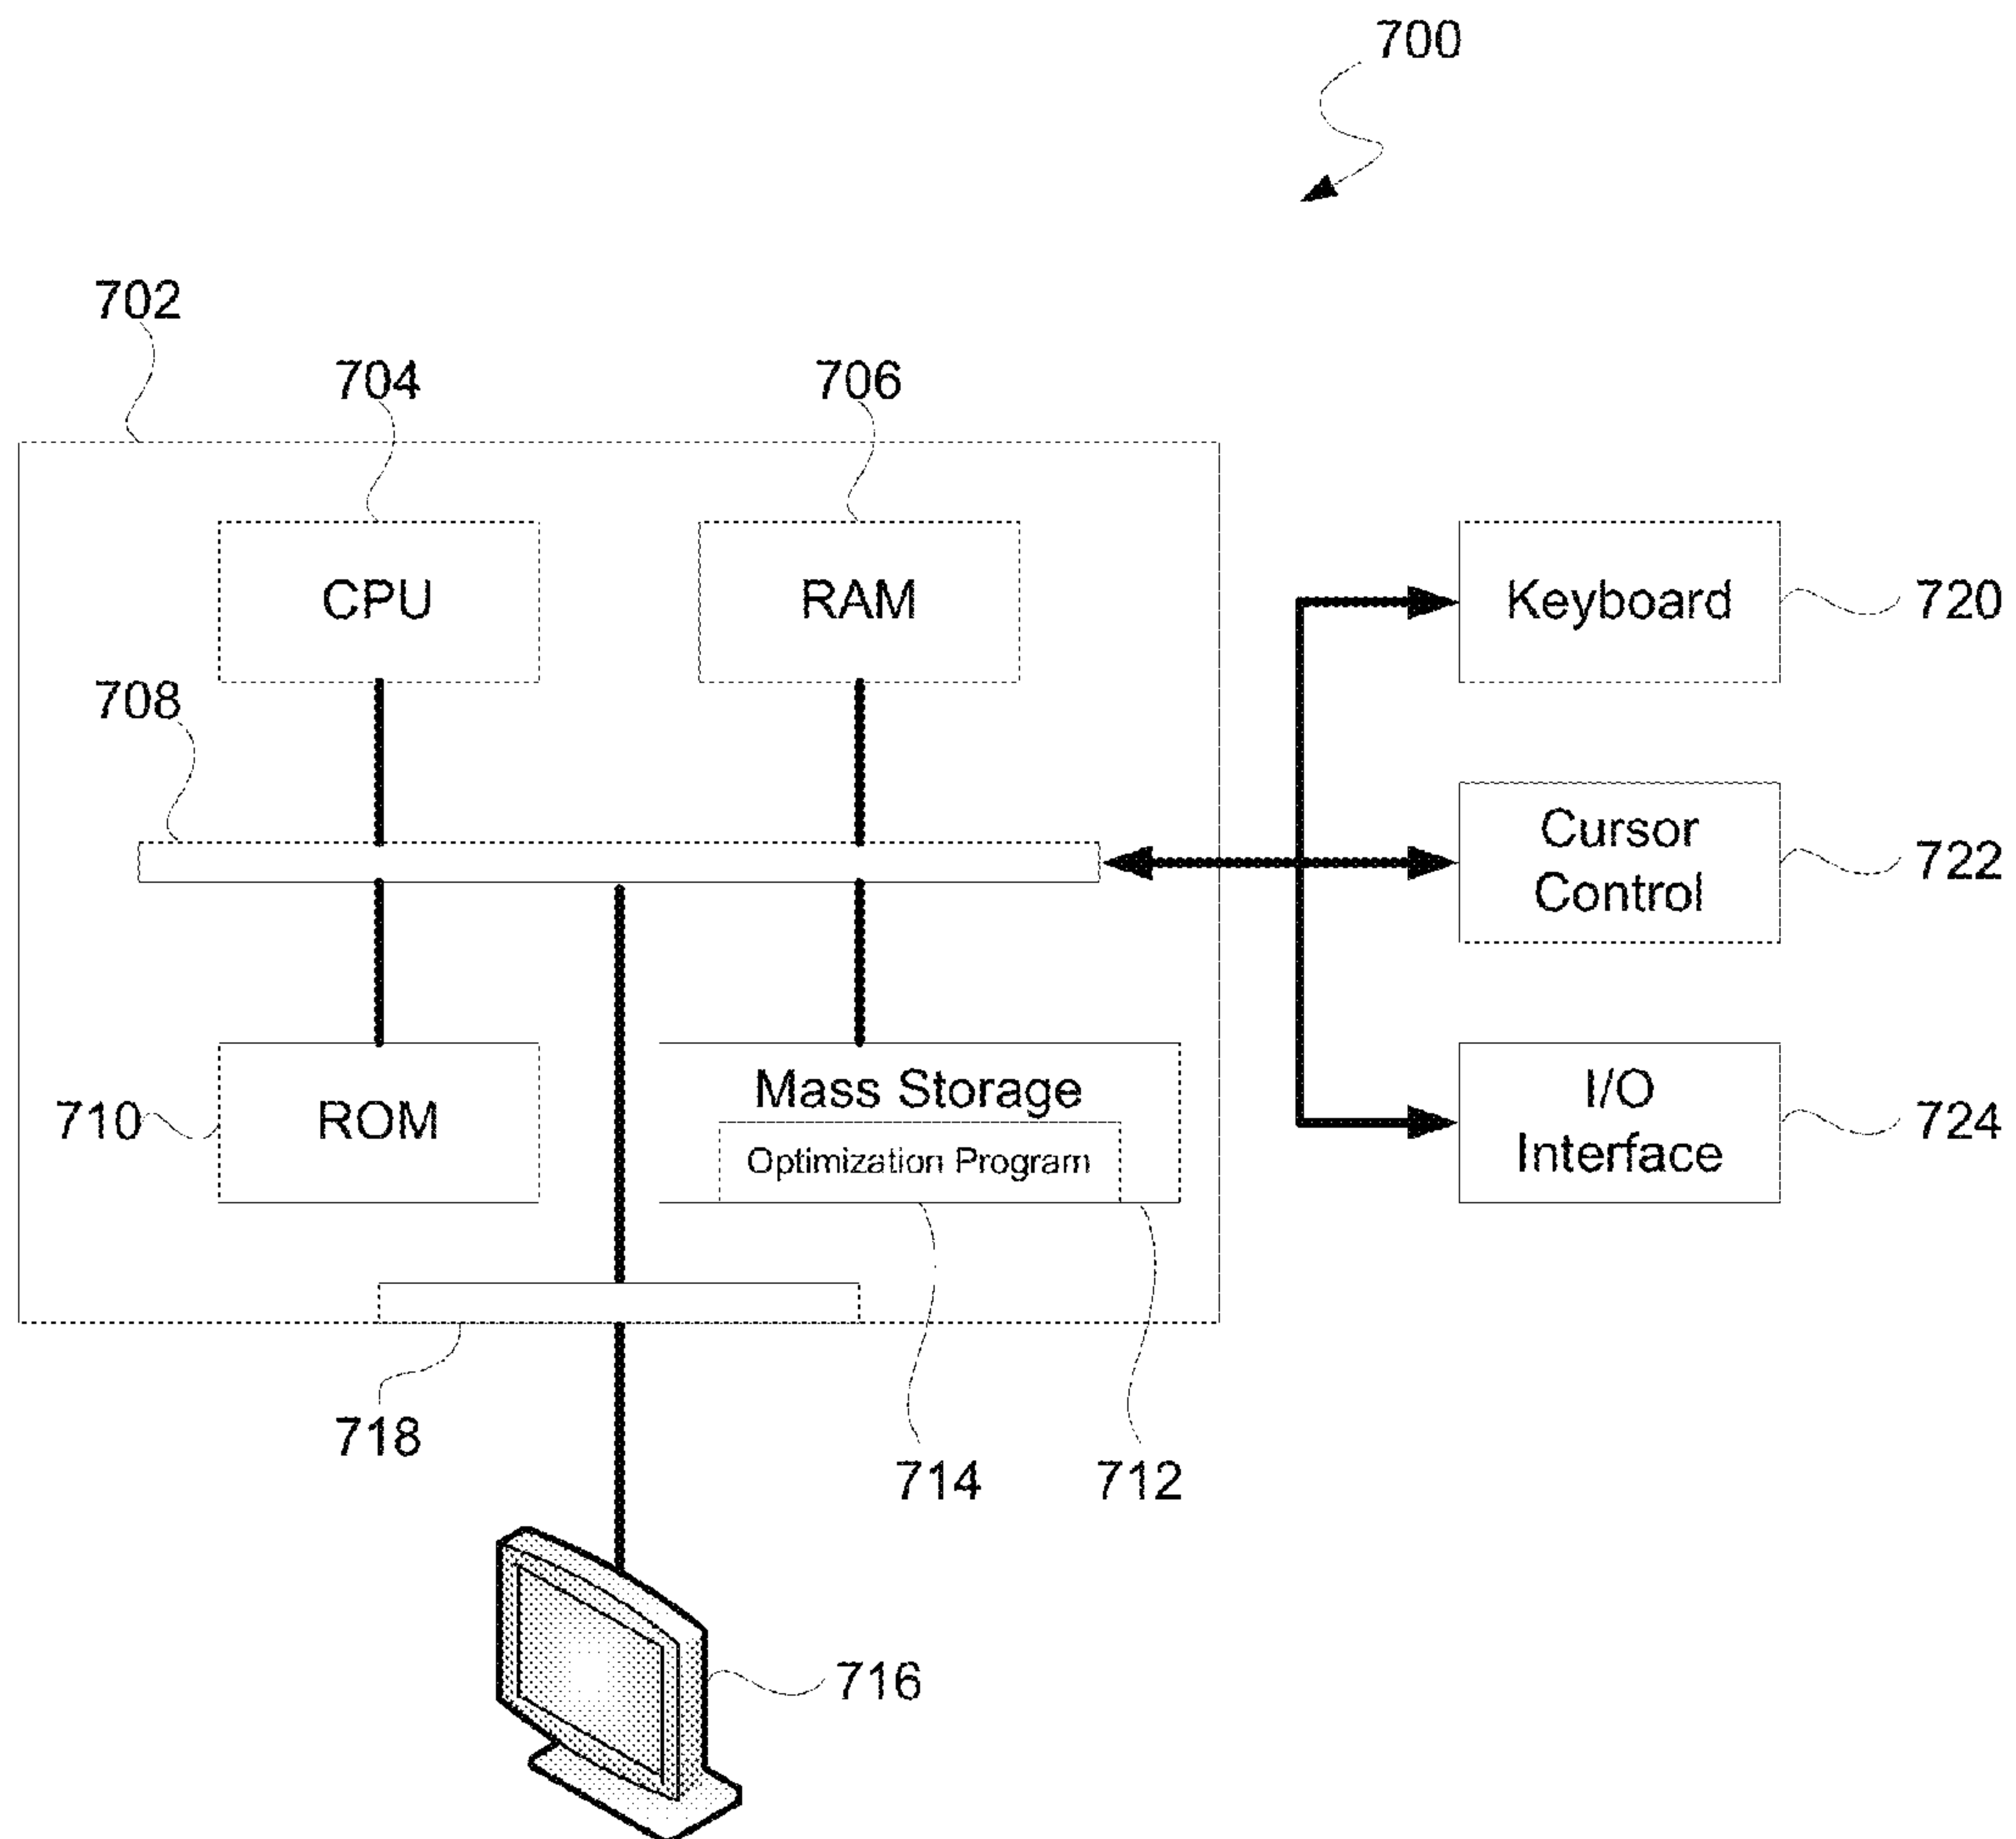 700
702
704
706
CPU
RAM
Keyboard
720
708
Cursor
Control
722
ROM
710
Mass Storage
Optimization Program
I/O
Interface
724
718
714
712
716